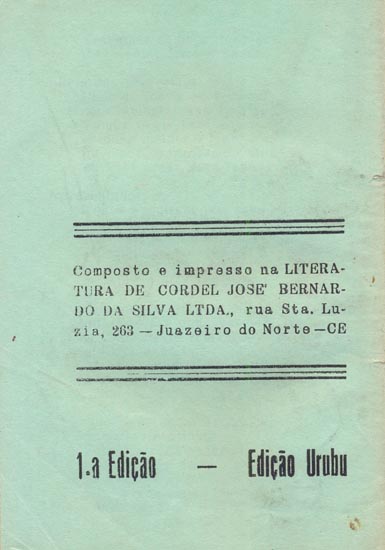 Composto e impresso na LITERA-
TURA DE CORDEL JOSE' BERNAR-
DO DA SILVA LTDA., rua Sta. Lu-
zia, 263 — Juazeiro do Norte — CE
1.a Edição — Edição Urubu